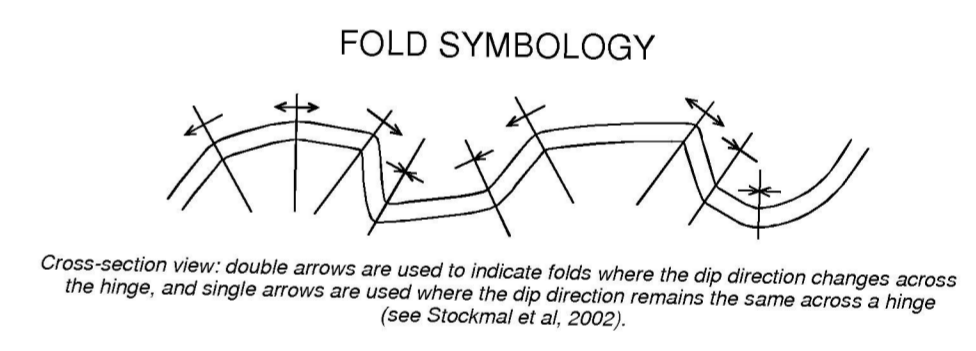 FOLD SYMBOLOGY
Cross-section view: double arrows are used to indicate folds where the dip direction changes across
the hinge, and single arrows are used where the dip direction remains the same across a hinge
(see Stockmal et al, 2002).